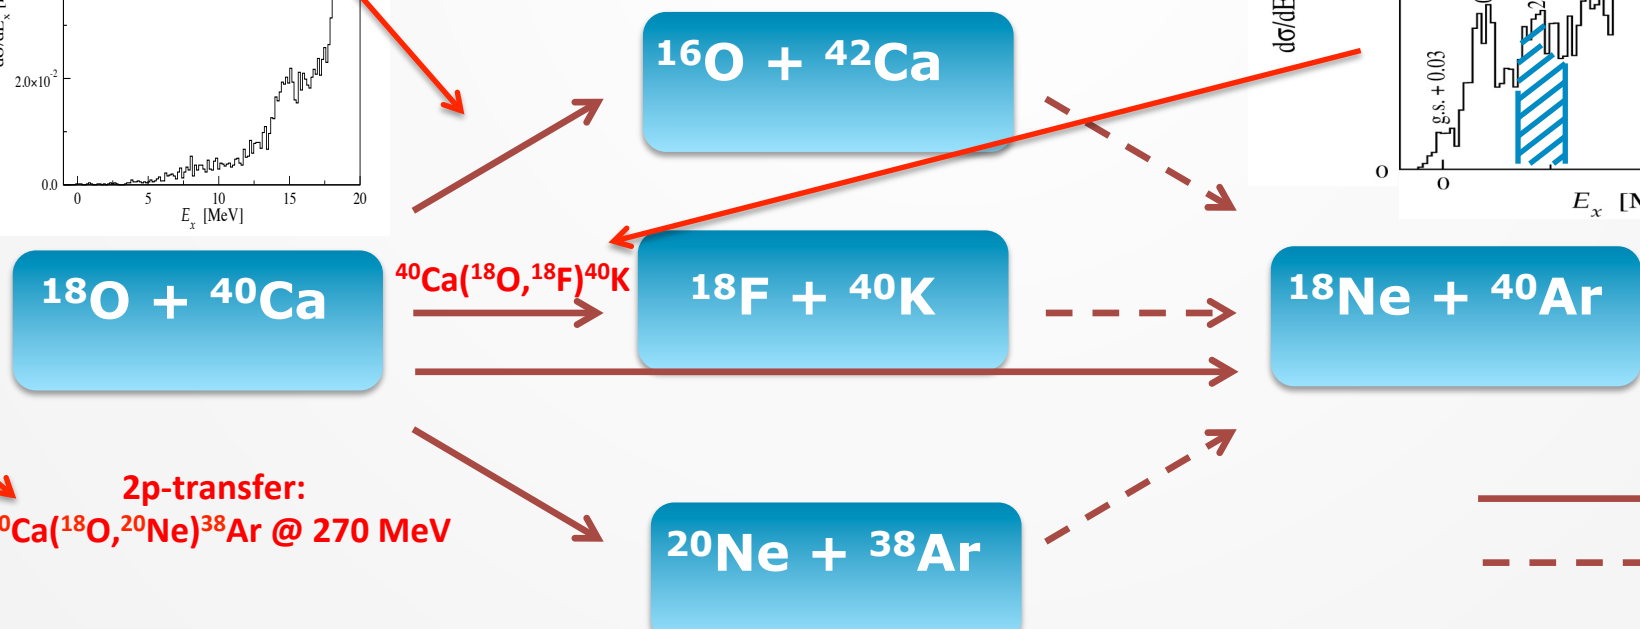 2.0×10⁻²
0.0
0 5 10 15 20
Eₓ [MeV]
¹⁶O + ⁴²Ca
dσ/dE
g.s. + 0.03
0
0
Eₓ
¹⁸O + ⁴⁰Ca
⁴⁰Ca(¹⁸O,¹⁸F)⁴⁰K
¹⁸F + ⁴⁰K
¹⁸Ne + ⁴⁰Ar
2p-transfer:
⁰Ca(¹⁸O,²⁰Ne)³⁸Ar @ 270 MeV
²⁰Ne + ³⁸Ar